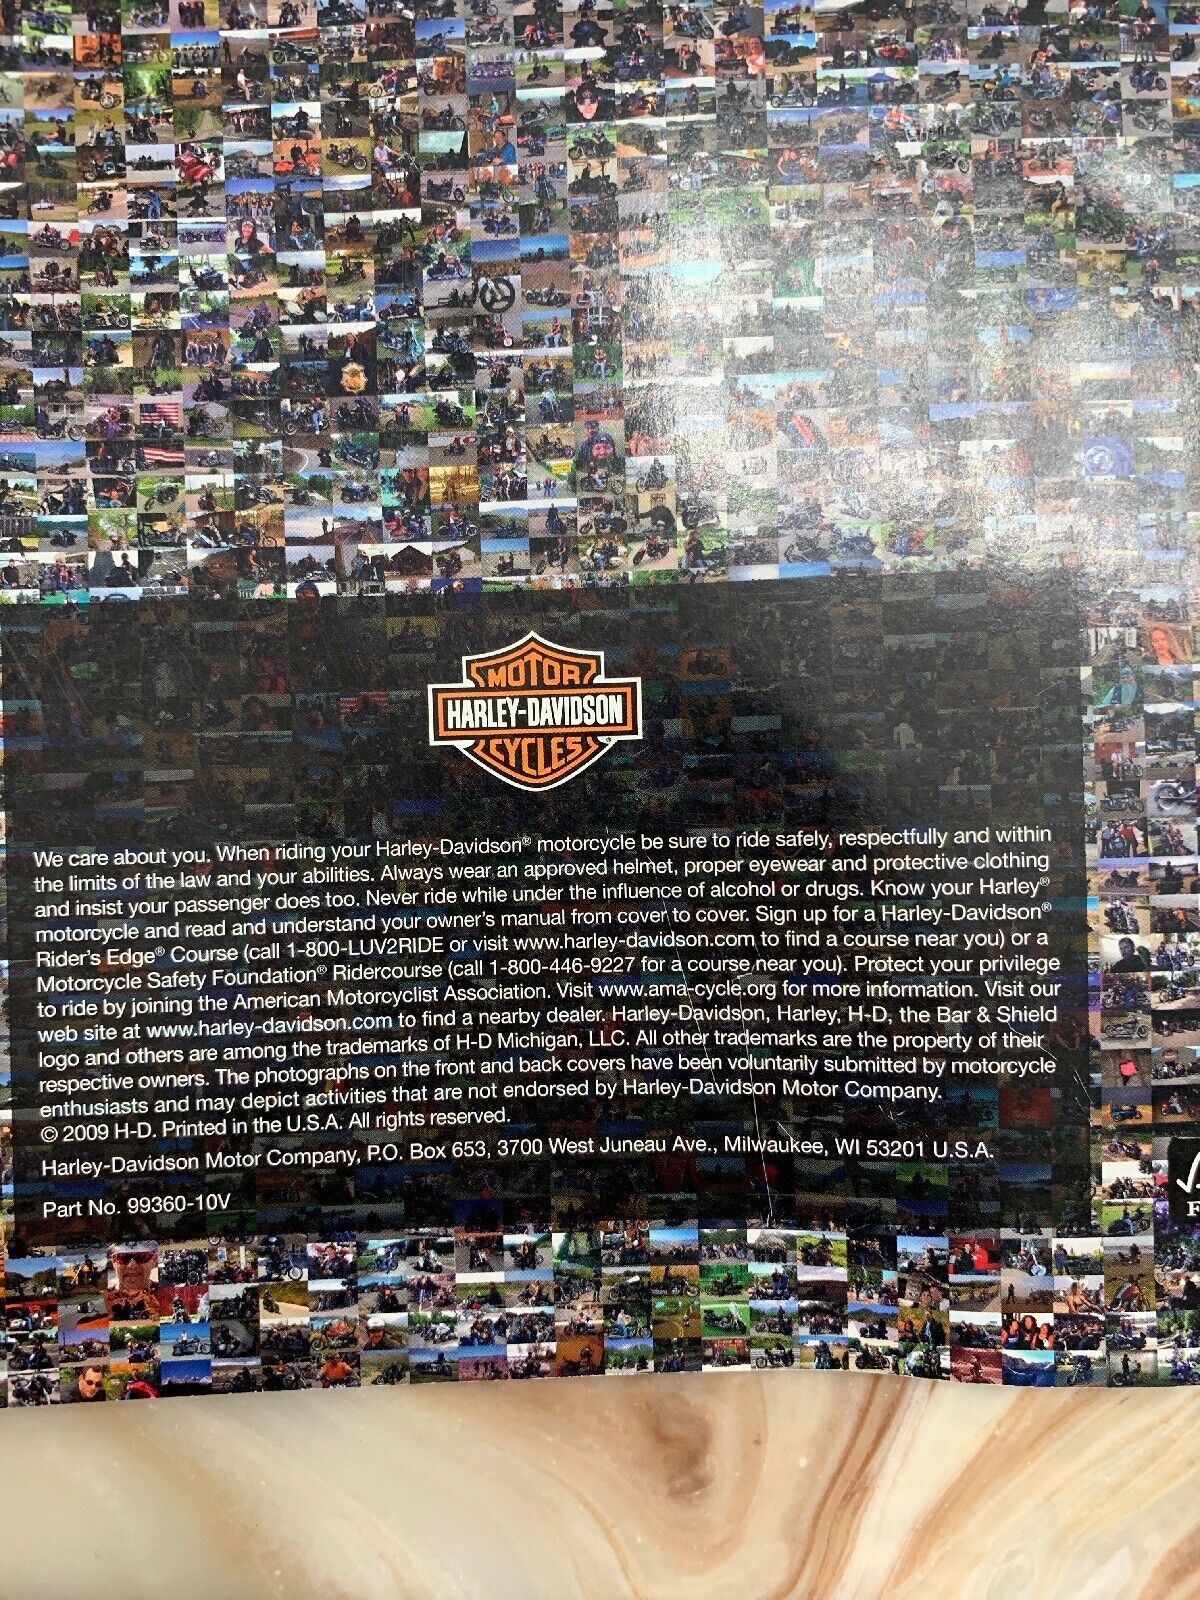 MOTOR
HARLEY-DAVIDSON
CYCLES
®
We care about you. When riding your Harley-Davidson® motorcycle be sure to ride safely, respectfully and within
the limits of the law and your abilities. Always wear an approved helmet, proper eyewear and protective clothing
and insist your passenger does too. Never ride while under the influence of alcohol or drugs. Know your Harley®
motorcycle and read and understand your owner's manual from cover to cover. Sign up for a Harley-Davidson®
Rider's Edge® Course (call 1-800-LUV2RIDE or visit www.harley-davidson.com to find a course near you) or a
Motorcycle Safety Foundation® Ridercourse (call 1-800-446-9227 for a course near you). Protect your privilege
to ride by joining the American Motorcyclist Association. Visit www.ama-cycle.org for more information. Visit our
web site at www.harley-davidson.com to find a nearby dealer. Harley-Davidson, Harley, H-D, the Bar & Shield
logo and others are among the trademarks of H-D Michigan, LLC. All other trademarks are the property of their
respective owners. The photographs on the front and back covers have been voluntarily submitted by motorcycle
enthusiasts and may depict activities that are not endorsed by Harley-Davidson Motor Company.
© 2009 H-D. Printed in the U.S.A. All rights reserved.
Harley-Davidson Motor Company, P.O. Box 653, 3700 West Juneau Ave., Milwaukee, WI 53201 U.S.A.
Part No. 99360-10V